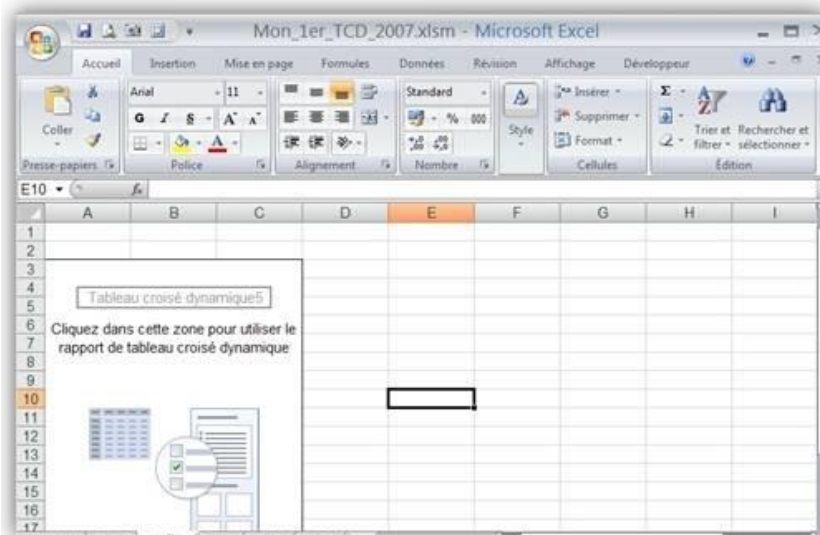 Mon_1er_TCD_2007.xlsm - Microsoft Excel
Accueil Insertion Mise en page Formules Données Révision Affichage Développeur
Coller
Presse-papiers
Arial 11
G I S A A
A
Police
Alignement
Standard
% 000
Nombre
Style
Insérer
Supprimer
Format
Cellules
Σ
Trier et filtrer
Rechercher et sélectionner
Édition
E10 fx
A B C D E F G H I
1
2
3
4
5
6
7
8
9
10
11
12
13
14
15
16
17
Tableau croisé dynamique5
Cliquez dans cette zone pour utiliser le
rapport de tableau croisé dynamique